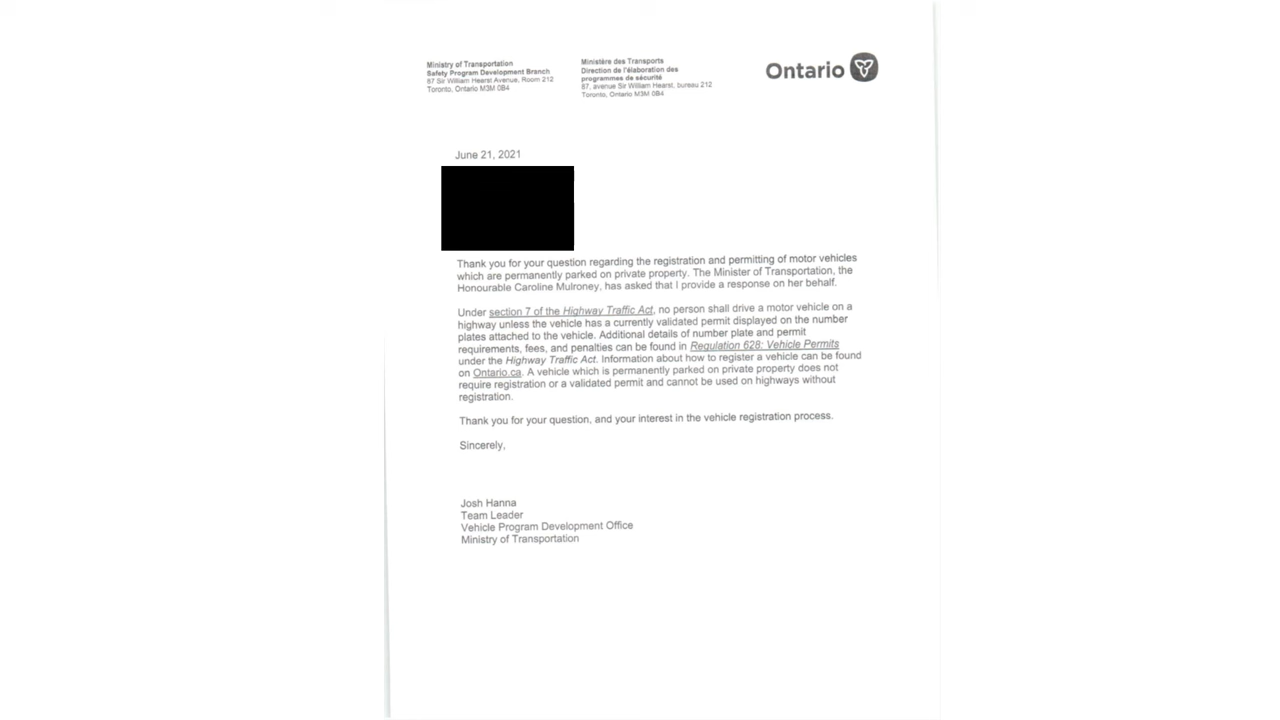 Ministry of Transportation
Safety Program Development Branch
87 Sir William Hearst Avenue, Room 212
Toronto, Ontario M3M 0B4
Ministère des Transports
Direction de l'élaboration des
programmes de sécurité
87, avenue Sir William Hearst, bureau 212
Toronto, Ontario M3M 0B4
Ontario
June 21, 2021
Thank you for your question regarding the registration and permitting of motor vehicles
which are permanently parked on private property. The Minister of Transportation, the
Honourable Caroline Mulroney, has asked that I provide a response on her behalf.
Under section 7 of the Highway Traffic Act, no person shall drive a motor vehicle on a
highway unless the vehicle has a currently validated permit displayed on the number
plates attached to the vehicle. Additional details of number plate and permit
requirements, fees, and penalties can be found in Regulation 628: Vehicle Permits
under the Highway Traffic Act. Information about how to register a vehicle can be found
on Ontario.ca. A vehicle which is permanently parked on private property does not
require registration or a validated permit and cannot be used on highways without
registration.
Thank you for your question, and your interest in the vehicle registration process.
Sincerely,
Josh Hanna
Team Leader
Vehicle Program Development Office
Ministry of Transportation